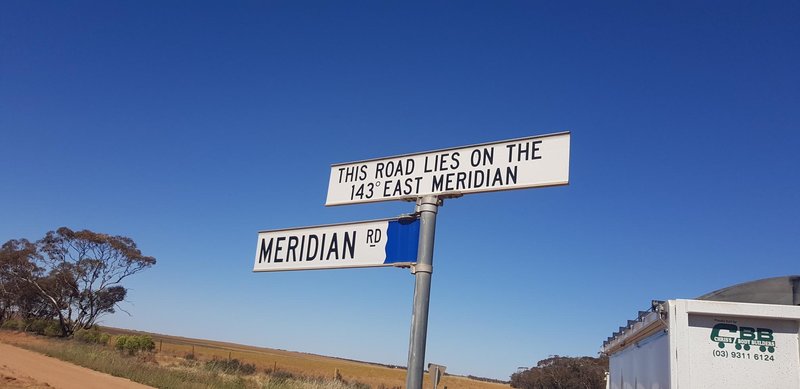 THIS ROAD LIES ON THE
143° EAST MERIDIAN
MERIDIAN RD
CBB
CHRIS'S BODY BUILDERS
(03) 9311 6124